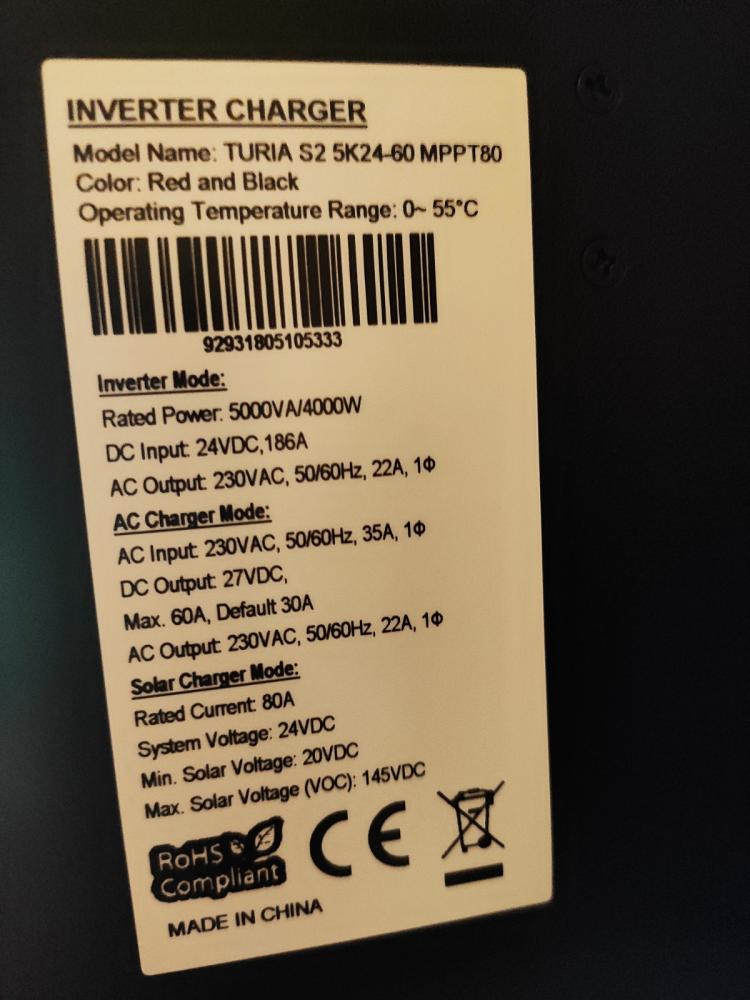 INVERTER CHARGER
Model Name: TURIA S2 5K24-60 MPPT80
Color: Red and Black
Operating Temperature Range: 0~ 55°C
92931805105333
Inverter Mode:
Rated Power: 5000VA/4000W
DC Input: 24VDC,186A
AC Output: 230VAC, 50/60Hz, 22A, 1Φ
AC Charger Mode:
AC Input: 230VAC, 50/60Hz, 35A, 1Φ
DC Output: 27VDC,
Max. 60A, Default 30A
AC Output: 230VAC, 50/60Hz, 22A, 1Φ
Solar Charger Mode:
Rated Current: 80A
System Voltage: 24VDC
Min. Solar Voltage: 20VDC
Max. Solar Voltage (VOC): 145VDC
RoHS
Compliant
CE
MADE IN CHINA